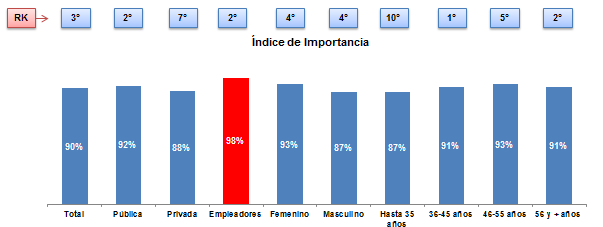 RK 3° 2° 7° 2° 4° 4° 10° 1° 5° 2°
Índice de Importancia
90% 92% 88% 98% 93% 87% 87% 91% 93% 91%
Total Pública Privada Empleadores Femenino Masculino Hasta 35 36-45 años 46-55 años 56 y + años
años